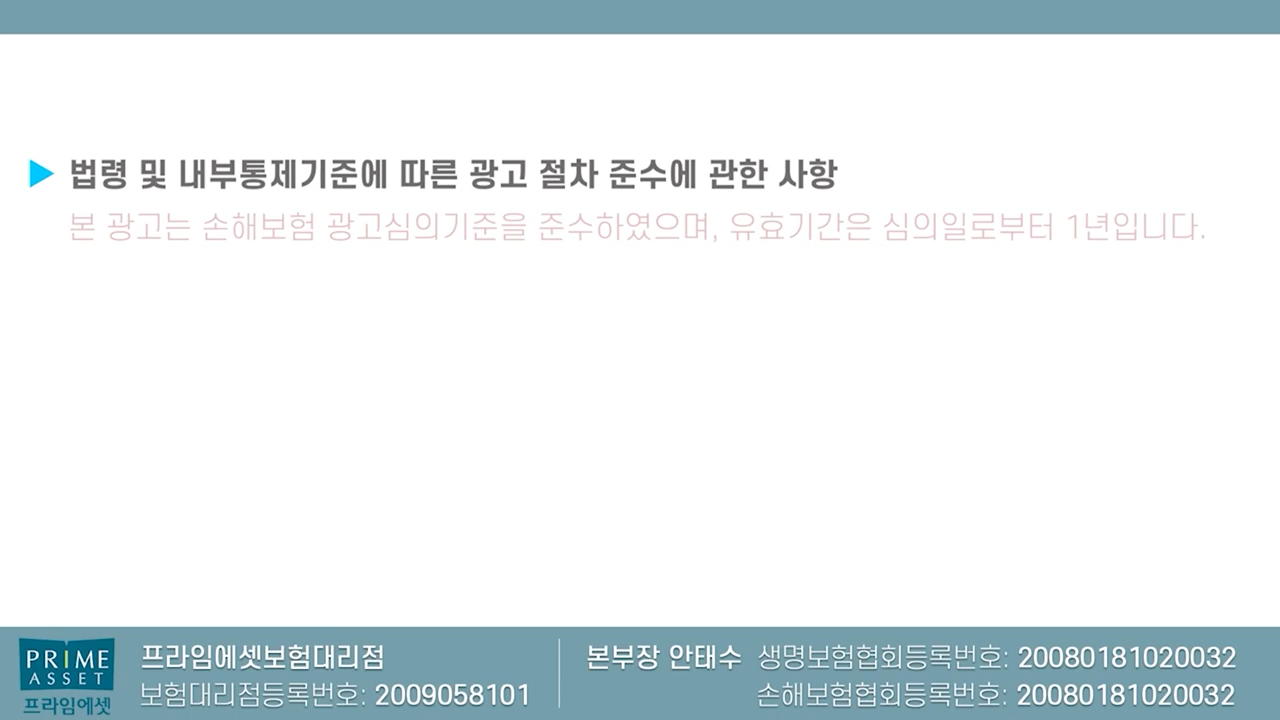 ▶ 법령 및 내부통제기준에 따른 광고 절차 준수에 관한 사항
본 광고는 손해보험 광고심의기준을 준수하였으며, 유효기간은 심의일로부터 1년입니다.
PRIME
ASSET
프라임에셋
프라임에셋보험대리점
보험대리점등록번호: 2009058101
본부장 안태수 생명보험협회등록번호: 20080181020032
손해보험협회등록번호: 20080181020032